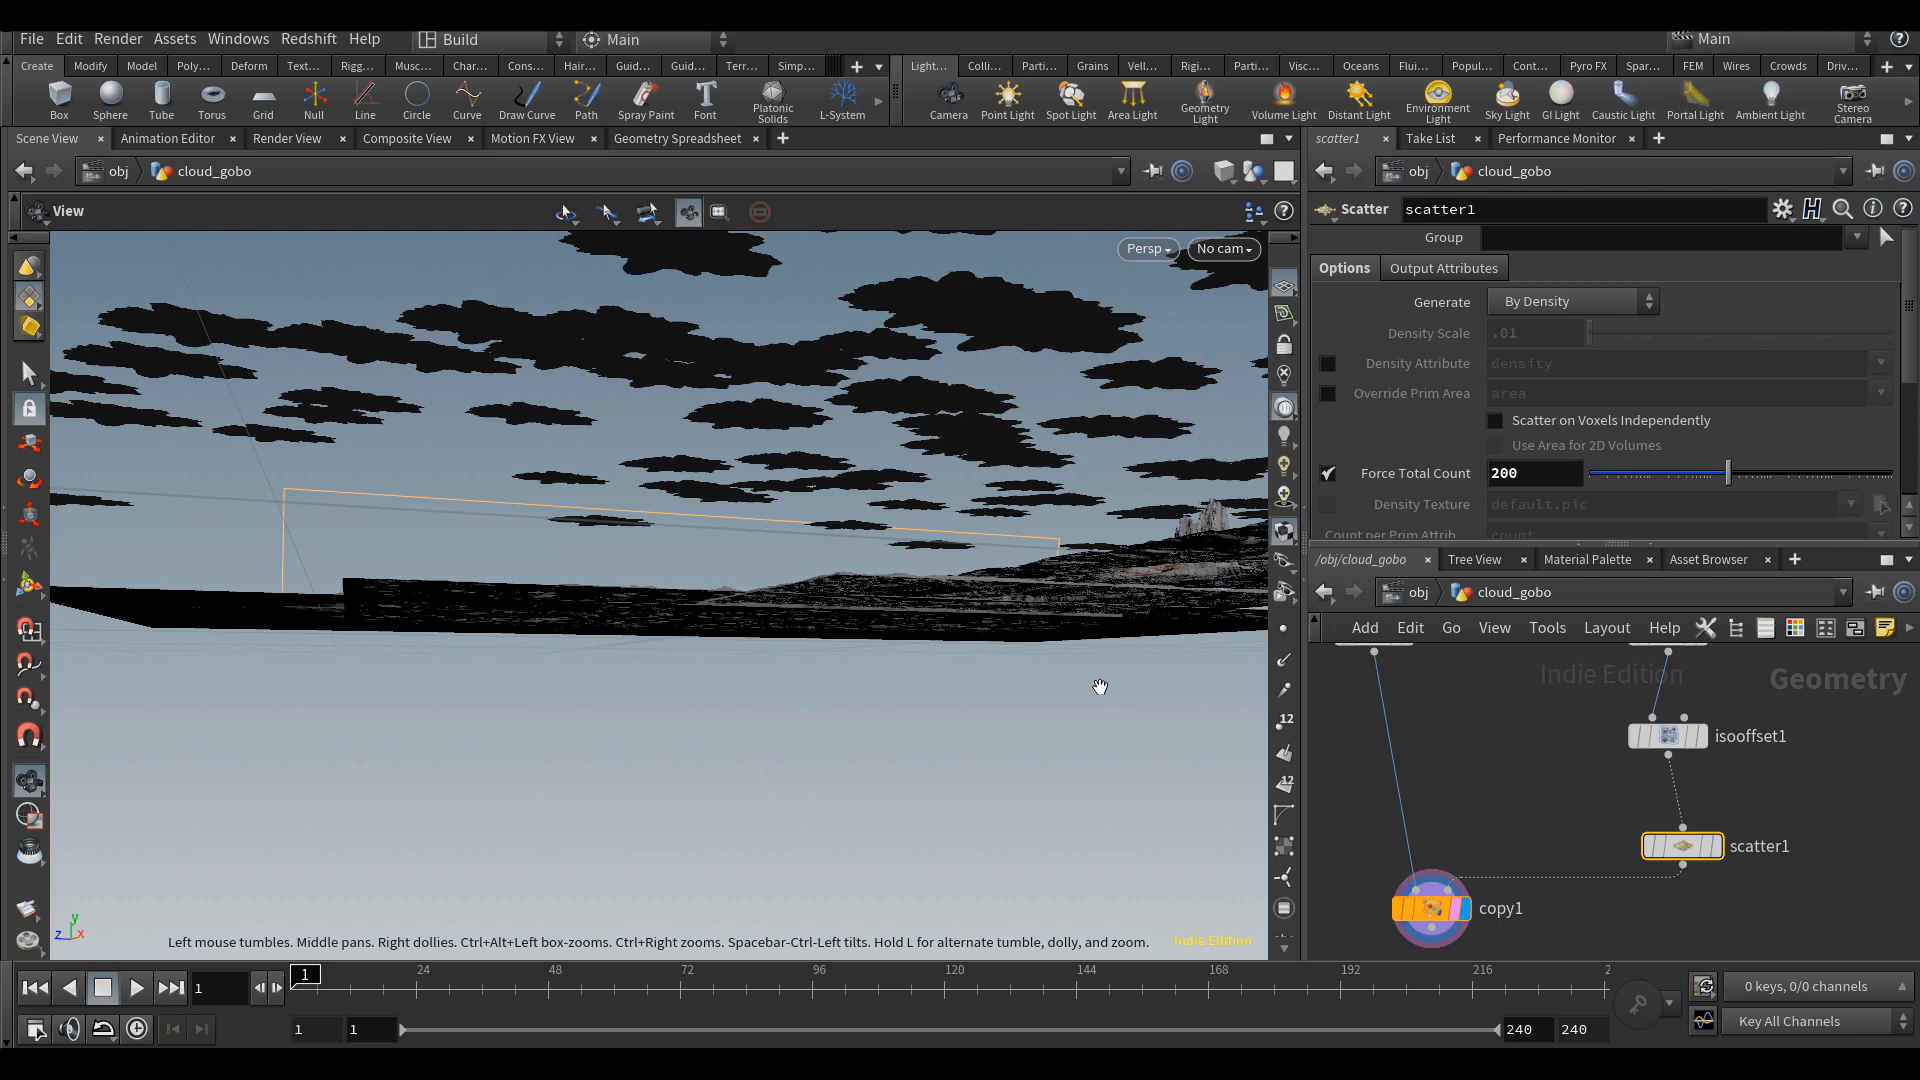 File Edit Render Assets Windows Redshift Help Build Main Main
Create Modify Model Poly... Deform Text... Rigg... Musc... Char... Cons... Hair... Guid... Guid... Terr... Simp...
Light... Colli... Parti... Grains Vell... Rigi... Parti... Visc... Oceans Flui... Popul... Cont... Pyro FX Spar... FEM Wires Crowds Driv...
Box Sphere Tube Torus Grid Null Line Circle Curve Draw Curve Path Spray Paint Font Platonic Solids L-System
Camera Point Light Spot Light Area Light Geometry Light Volume Light Distant Light Environment Light Sky Light GI Light Caustic Light Portal Light Ambient Light Stereo Camera
Scene View Animation Editor Render View Composite View Motion FX View Geometry Spreadsheet
obj cloud_gobo
View
Persp No cam
Left mouse tumbles. Middle pans. Right dollies. Ctrl+Alt+Left box-zooms. Ctrl+Right zooms. Spacebar-Ctrl-Left tilts. Hold L for alternate tumble, dolly, and zoom.
Indie Edition
y
z x
12
12
scatter1 Take List Performance Monitor
obj cloud_gobo
Scatter scatter1
Group
Options Output Attributes
Generate By Density
Density Scale .01
Density Attribute density
Override Prim Area area
Scatter on Voxels Independently
Use Area for 2D Volumes
Force Total Count 200
Density Texture default.pic
Count per Prim Attrib count
/obj/cloud_gobo Tree View Material Palette Asset Browser
obj cloud_gobo
Add Edit Go View Tools Layout Help
Indie Edition Geometry
isooffset1
scatter1
copy1
1 1 24 48 72 96 120 144 168 192 216 2
0 keys, 0/0 channels
1 1 240 240
Key All Channels